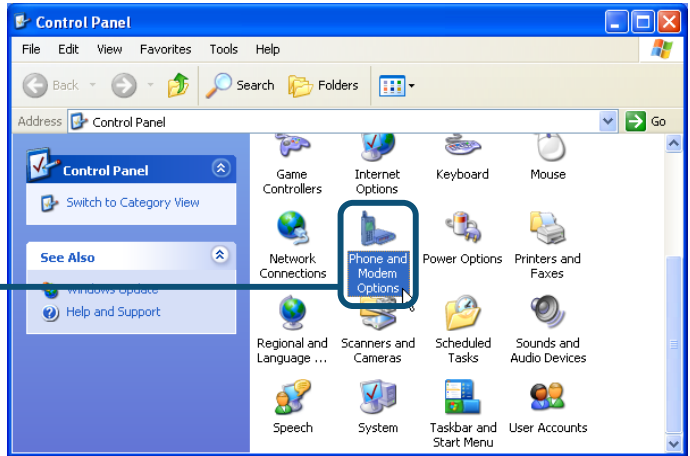 Control Panel
File Edit View Favorites Tools Help
Back Search Folders
Address Control Panel Go
Control Panel
Switch to Category View
See Also
Windows Update
Help and Support
Game
Controllers
Internet
Options
Keyboard
Mouse
Network
Connections
Phone and
Modem
Options
Power Options
Printers and
Faxes
Regional and
Language ...
Scanners and
Cameras
Scheduled
Tasks
Sounds and
Audio Devices
Speech
System
Taskbar and
Start Menu
User Accounts